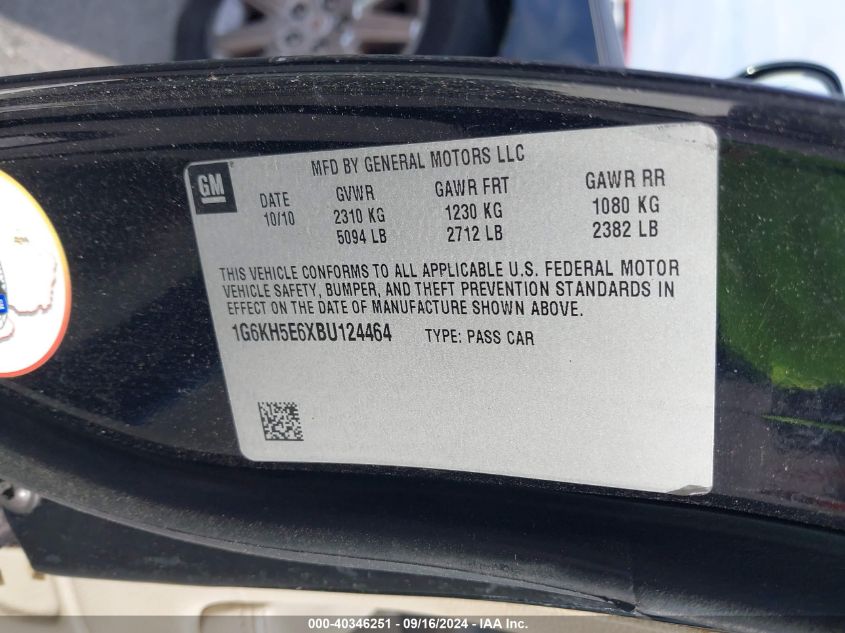 GM
MFD BY GENERAL MOTORS LLC
DATE GVWR GAWR FRT GAWR RR
10/10 2310 KG 1230 KG 1080 KG
5094 LB 2712 LB 2382 LB
THIS VEHICLE CONFORMS TO ALL APPLICABLE U.S. FEDERAL MOTOR
VEHICLE SAFETY, BUMPER, AND THEFT PREVENTION STANDARDS IN
EFFECT ON THE DATE OF MANUFACTURE SHOWN ABOVE.
1G6KH5E6XBU124464 TYPE: PASS CAR
000-40346251 - 09/16/2024 - IAA Inc.